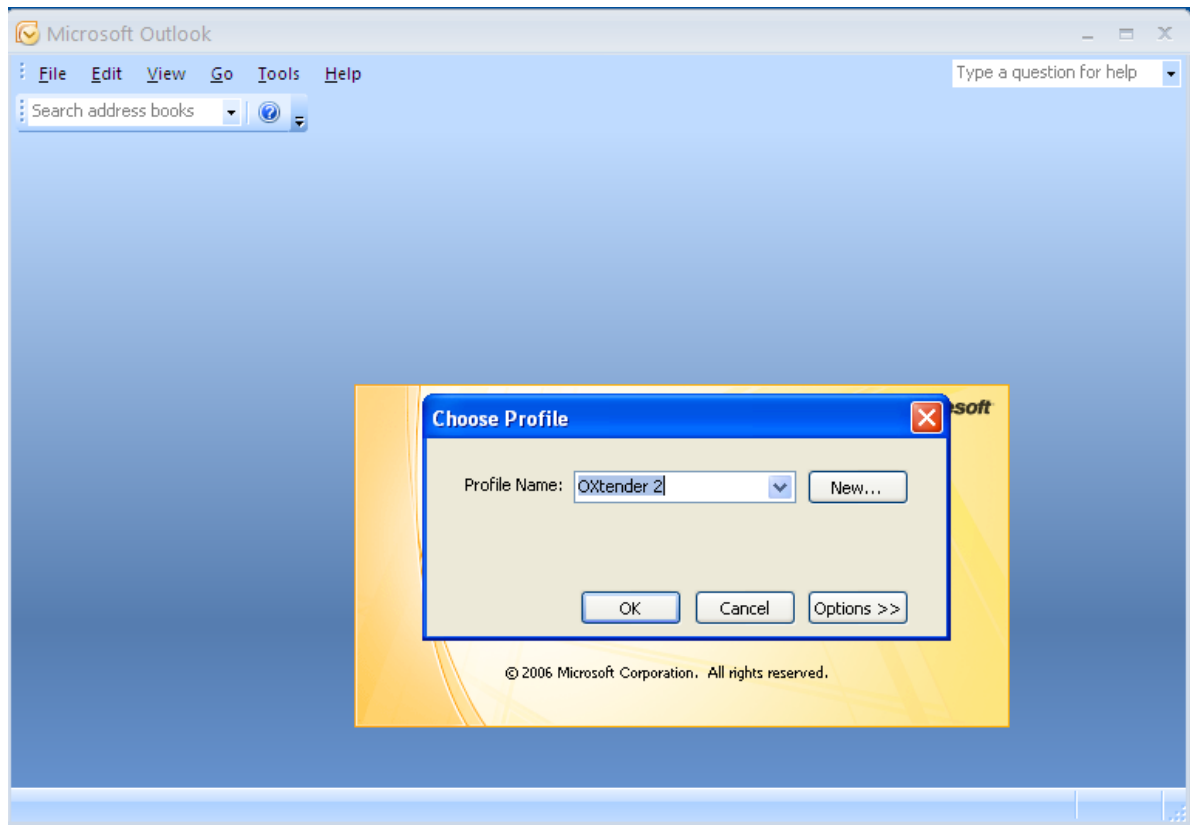 Microsoft Outlook
File Edit View Go Tools Help
Type a question for help
Search address books
Choose Profile
Profile Name: OXtender 2 New...
OK Cancel Options >>
© 2006 Microsoft Corporation. All rights reserved.